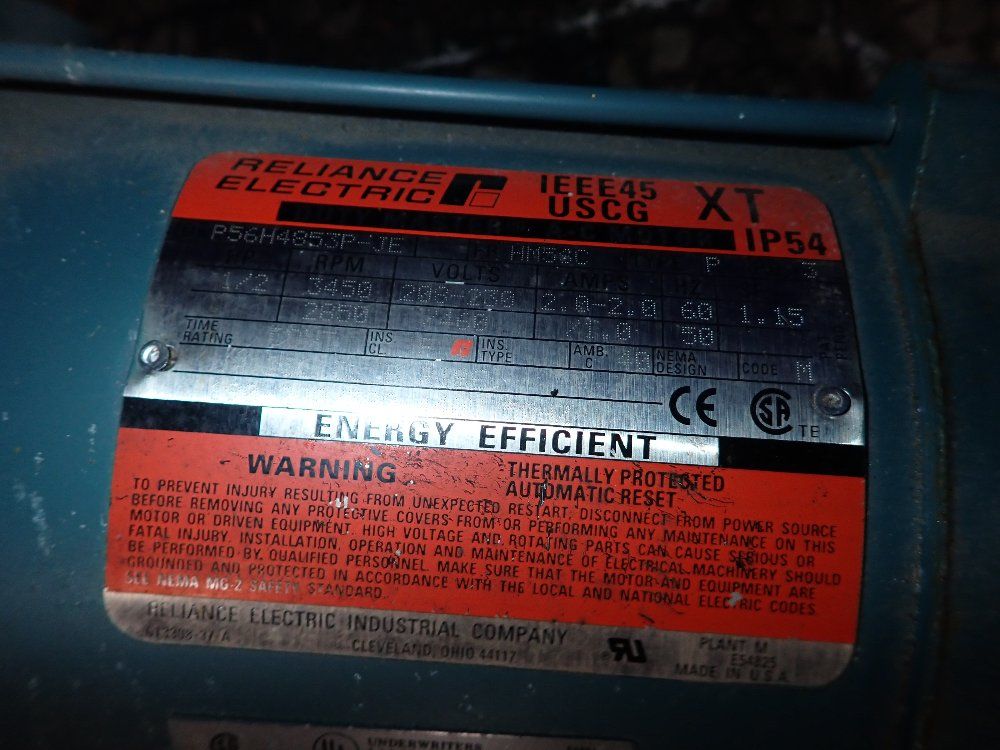 RELIANCE
ELECTRIC
IEEE45
USCG
XT
IP54
HN56C P 3
HP RPM VOLTS AMPS HZ
1/2 3450 208-230 2.0-2.0 60 1.15
2850 1.0 50
TIME
RATING
INS.
CL.
INS.
TYPE
AMB.
C
NEMA
DESIGN
CODE M
CE
SA
ENERGY EFFICIENT
WARNING
THERMALLY PROTECTED
AUTOMATIC RESET
TO PREVENT INJURY RESULTING FROM UNEXPECTED RESTART, DISCONNECT FROM POWER SOURCE
BEFORE REMOVING ANY PROTECTIVE COVERS FROM OR PERFORMING ANY MAINTENANCE ON THIS
MOTOR OR DRIVEN EQUIPMENT. HIGH VOLTAGE AND ROTATING PARTS CAN CAUSE SERIOUS OR
FATAL INJURY. INSTALLATION, OPERATION AND MAINTENANCE OF ELECTRICAL MACHINERY SHOULD
BE PERFORMED BY QUALIFIED PERSONNEL. MAKE SURE THAT THE MOTOR AND EQUIPMENT ARE
GROUNDED AND PROTECTED IN ACCORDANCE WITH THE LOCAL AND NATIONAL ELECTRIC CODES.
SEE NEMA MG-2 SAFETY STANDARD.
RELIANCE ELECTRIC INDUSTRIAL COMPANY
CLEVELAND, OHIO 44117
PLANT M
E54825
MADE IN U.S.A.
UNDERWRITERS